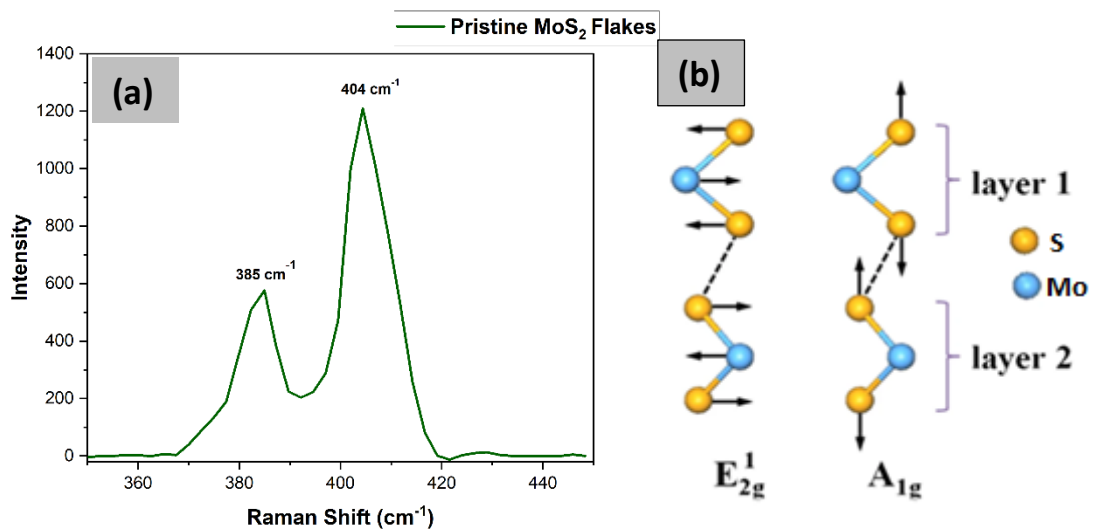 Pristine MoS₂ Flakes
(a)
1400
1200
1000
800
600
400
200
0
Intensity
385 cm⁻¹
404 cm⁻¹
360
380
400
420
440
Raman Shift (cm⁻¹)
(b)
layer 1
S
Mo
layer 2
E¹₂g
A₁g